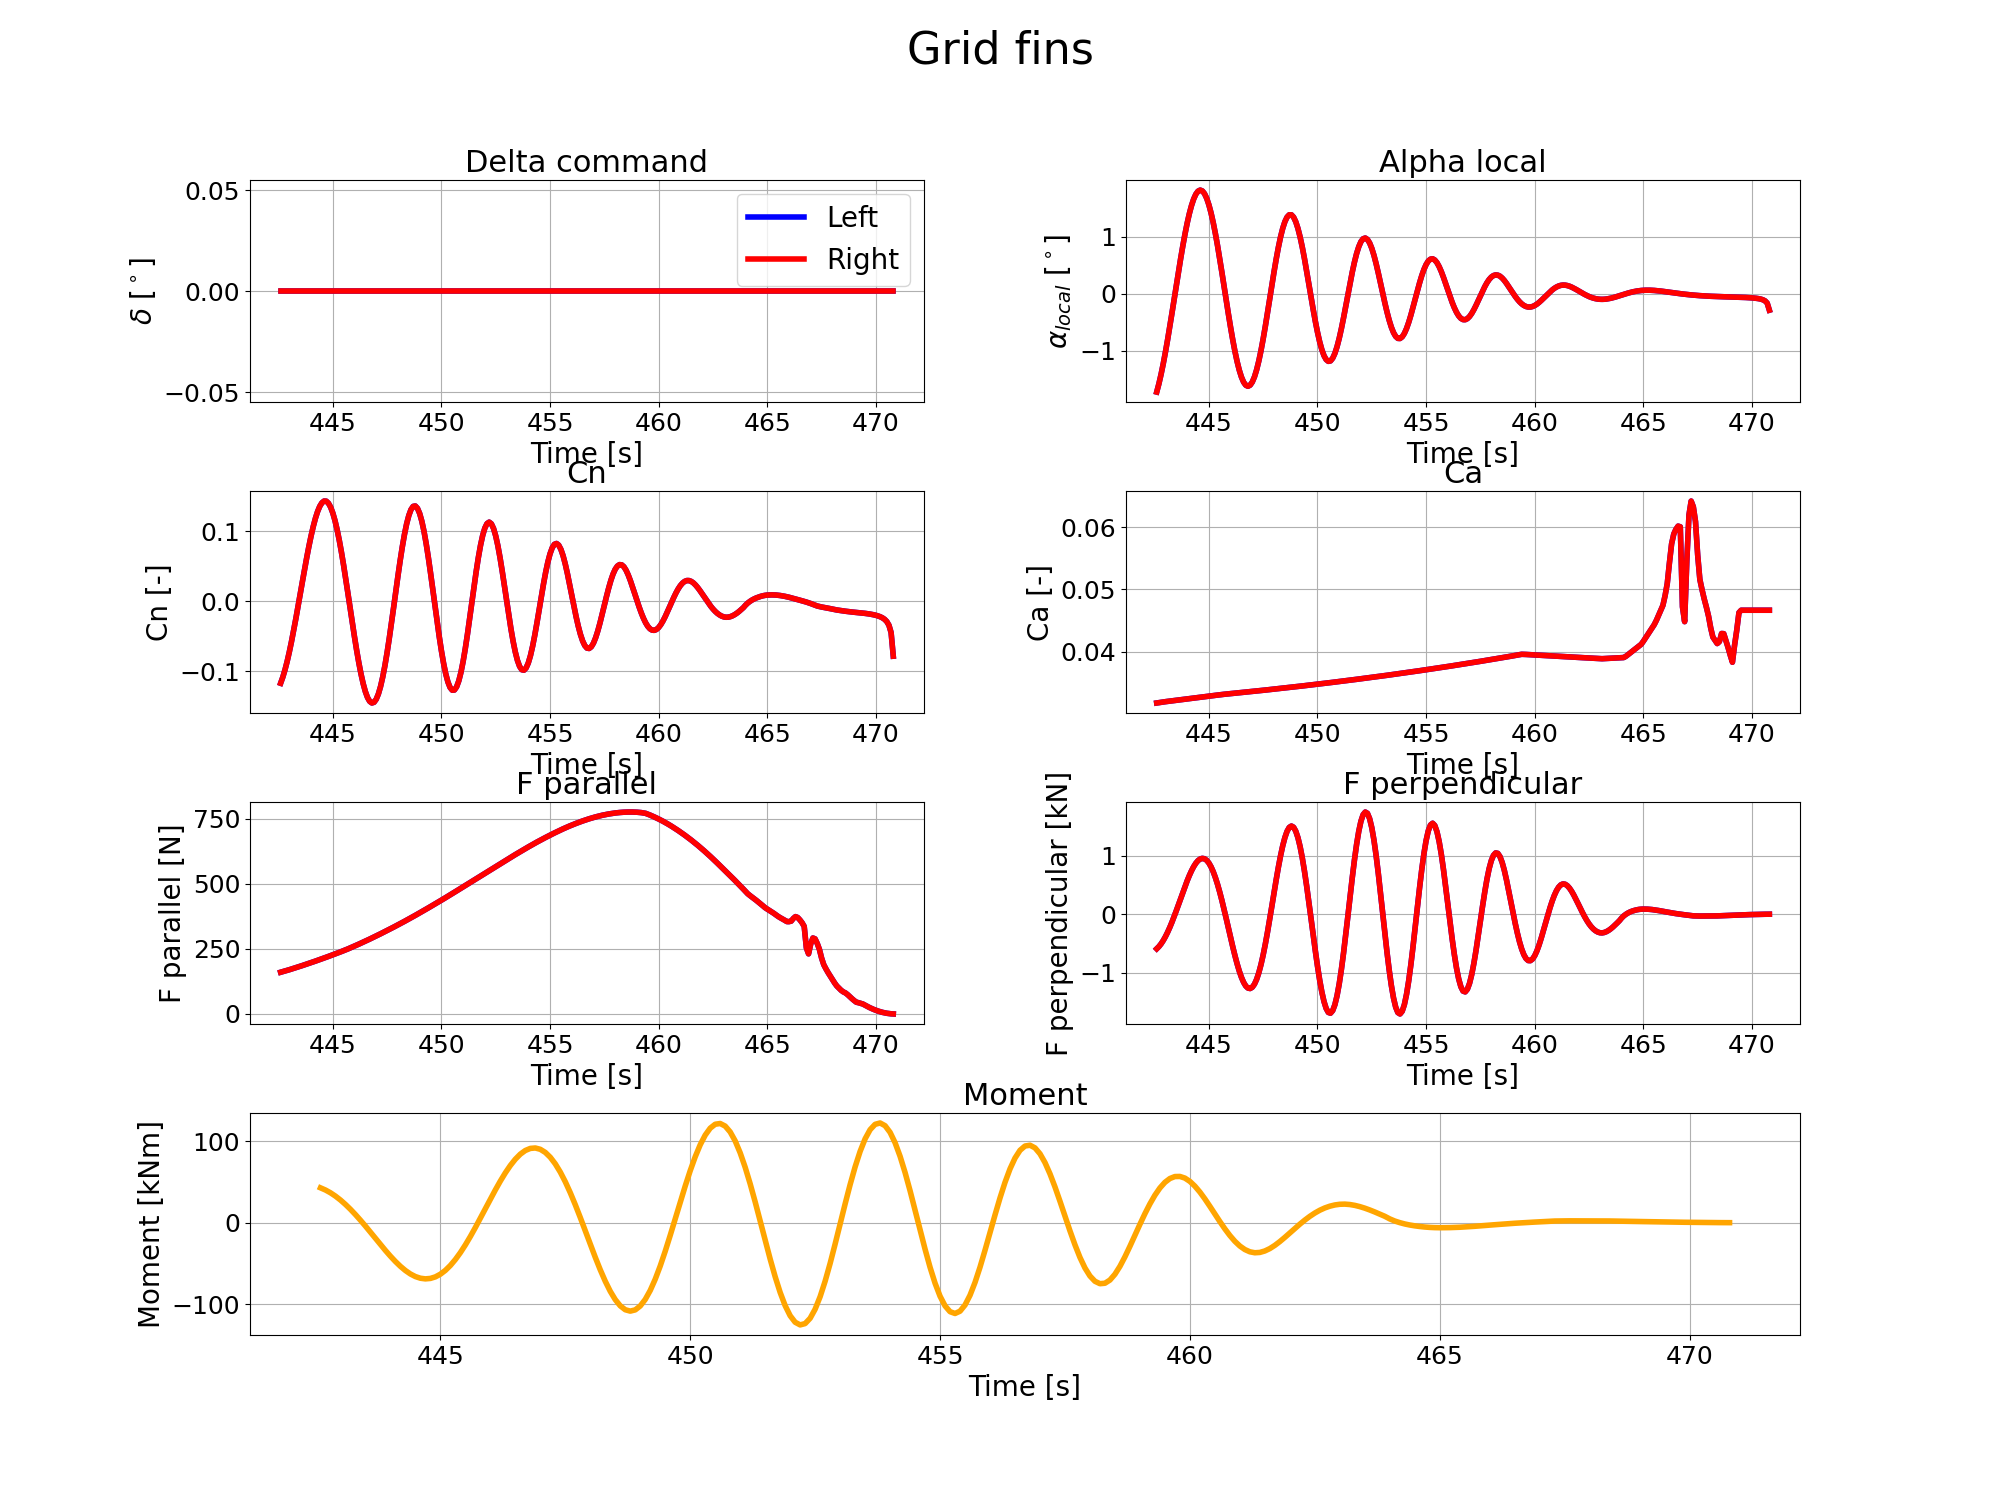 Grid fins
Delta command
δ [°]
0.05
0.00
−0.05
Left
Right
445 450 455 460 465 470
Time [s]
Alpha local
α_local [°]
1
0
−1
445 450 455 460 465 470
Time [s]
Cn
Cn [-]
0.1
0.0
−0.1
445 450 455 460 465 470
Time [s]
Ca
Ca [-]
0.06
0.05
0.04
445 450 455 460 465 470
Time [s]
F parallel
F parallel [N]
750
500
250
0
445 450 455 460 465 470
Time [s]
F perpendicular
F perpendicular [kN]
1
0
−1
445 450 455 460 465 470
Time [s]
Moment
Moment [kNm]
100
0
−100
445 450 455 460 465 470
Time [s]